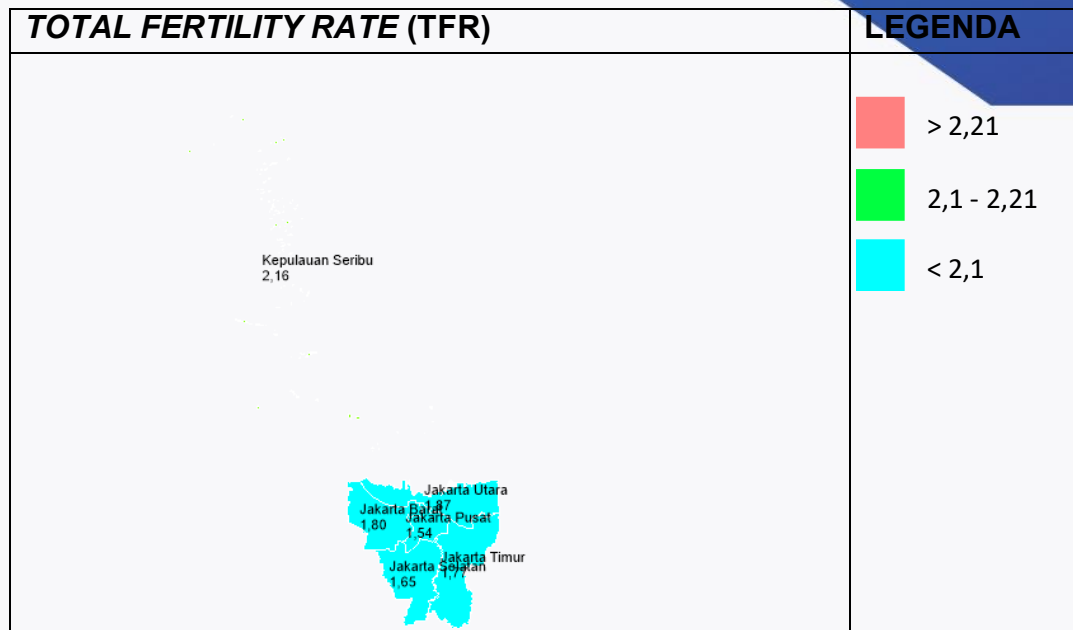 TOTAL FERTILITY RATE (TFR)
LEGENDA
> 2,21
2,1 - 2,21
< 2,1
Kepulauan Seribu
2,16
Jakarta Utara
1,87
Jakarta Barat
1,80
Jakarta Pusat
1,54
Jakarta Timur
1,77
Jakarta Selatan
1,65